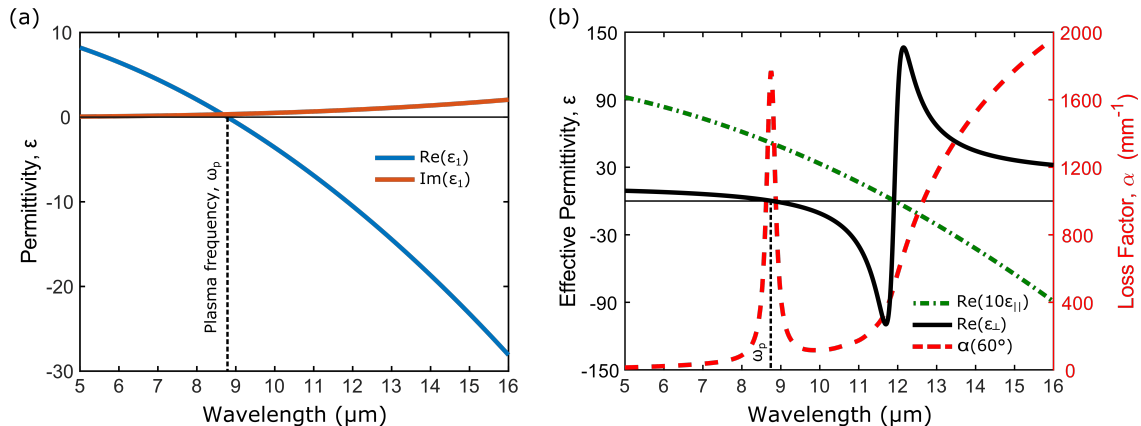 (a)
10
0
-10
-20
-30
Permittivity, ε
5 6 7 8 9 10 11 12 13 14 15 16
Wavelength (μm)
Plasma frequency, ωp
Re(ε1)
Im(ε1)
(b)
150
90
30
-30
-90
-150
Effective Permittivity, ε
5 6 7 8 9 10 11 12 13 14 15 16
Wavelength (μm)
ωp
Re(10ε||)
Re(ε⊥)
α(60°)
2000
1600
1200
800
400
0
Loss Factor, α (mm⁻¹)